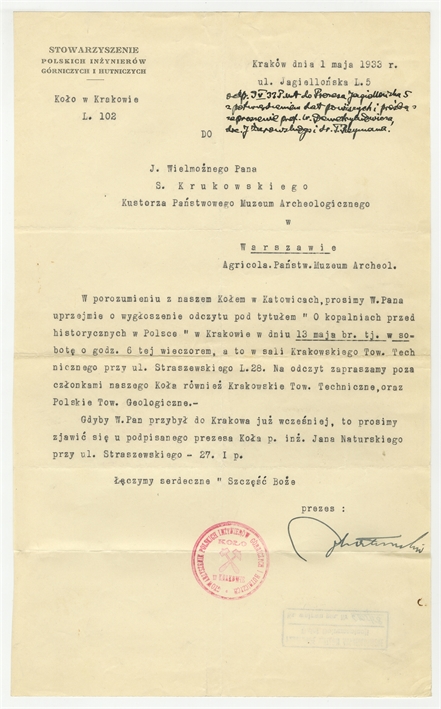 STOWARZYSZENIE
POLSKICH INŻYNIERÓW
GÓRNICZYCH I HUTNICZYCH
Koło w Krakowie
L. 102
Kraków dnia 1 maja 1933 r.
ul. Jagiellońska L.5
DO
J. Wielmożnego Pana
S. Krukowskiego
Kustorza Państwowego Muzeum Archeologicznego
w
Warszawie
Agricola.Państw.Muzeum Archeol.
W porozumieniu z naszem Kołem w Katowicach,prosimy W.Pana
uprzejmie o wygłoszenie odczytu pod tytułem " O kopalniach przed
historycznych w Polsce " w Krakowie w dniu 13 maja br. tj. w so-
botę o godz. 6 tej wieczorem, a to w sali Krakowskiego Tow. Tech
nicznego przy ul. Straszewskiego L.28. Na odczyt zapraszamy poza
członkami naszego Koła również Krakowskie Tow. Techniczne,oraz
Polskie Tow. Geologiczne.-
Gdyby W.Pan przybył do Krakowa już wcześniej, to prosimy
zjawić się u podpisanego prezesa Koła p. inż. Jana Naturskiego
przy ul. Straszewskiego - 27. I p.
Łączymy serdeczne " Szczęść Boże
prezes :
KOŁO